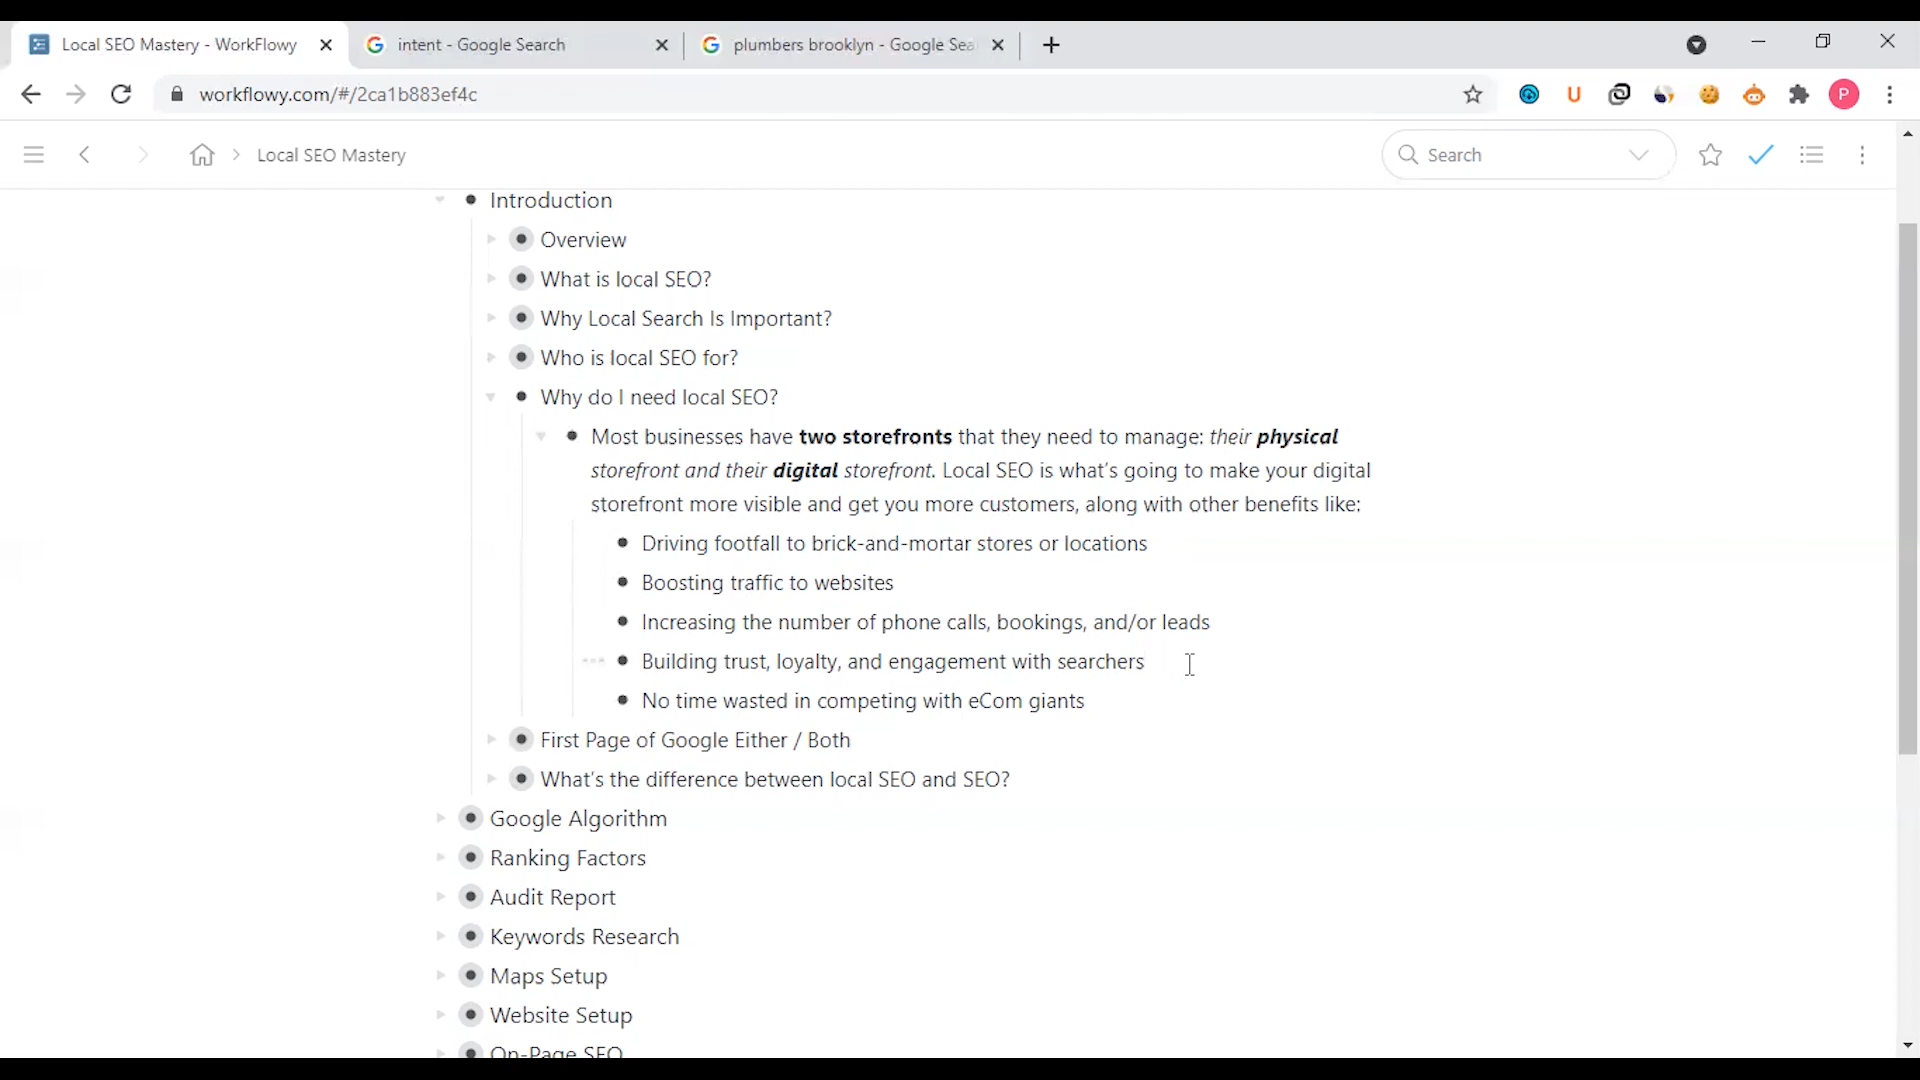 Local SEO Mastery - WorkFlowy
intent - Google Search
plumbers brooklyn - Google Sea
workflowy.com/#/2ca1b883ef4c
U
P
Local SEO Mastery
Search
Introduction
Overview
What is local SEO?
Why Local Search Is Important?
Who is local SEO for?
Why do I need local SEO?
Most businesses have two storefronts that they need to manage: their physical
storefront and their digital storefront. Local SEO is what's going to make your digital
storefront more visible and get you more customers, along with other benefits like:
Driving footfall to brick-and-mortar stores or locations
Boosting traffic to websites
Increasing the number of phone calls, bookings, and/or leads
Building trust, loyalty, and engagement with searchers
No time wasted in competing with eCom giants
First Page of Google Either / Both
What's the difference between local SEO and SEO?
Google Algorithm
Ranking Factors
Audit Report
Keywords Research
Maps Setup
Website Setup
On-Page SEO